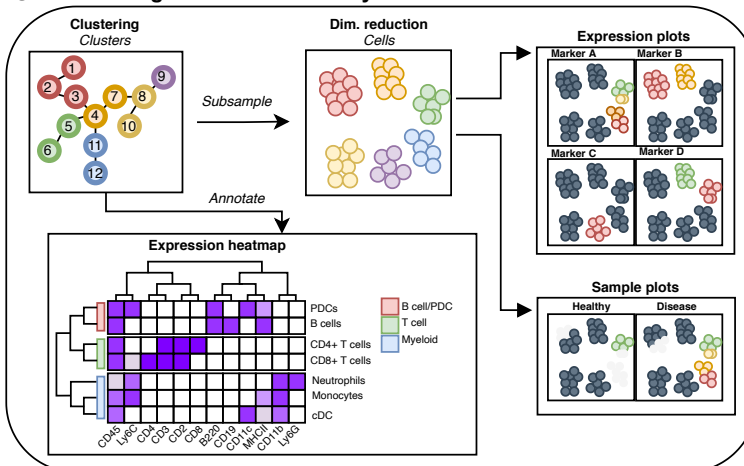 Clustering
Clusters
1
2
3
4
5
6
7
8
9
10
11
12
Subsample
Annotate
Dim. reduction
Cells
Expression plots
Marker A
Marker B
Marker C
Marker D
Sample plots
Healthy
Disease
Expression heatmap
PDCs
B cells
CD4+ T cells
CD8+ T cells
Neutrophils
Monocytes
cDC
B cell/PDC
T cell
Myeloid
CD45
Ly6C
CD4
CD3
CD2
CD8
B220
CD19
CD11c
MHCII
CD11b
Ly6G